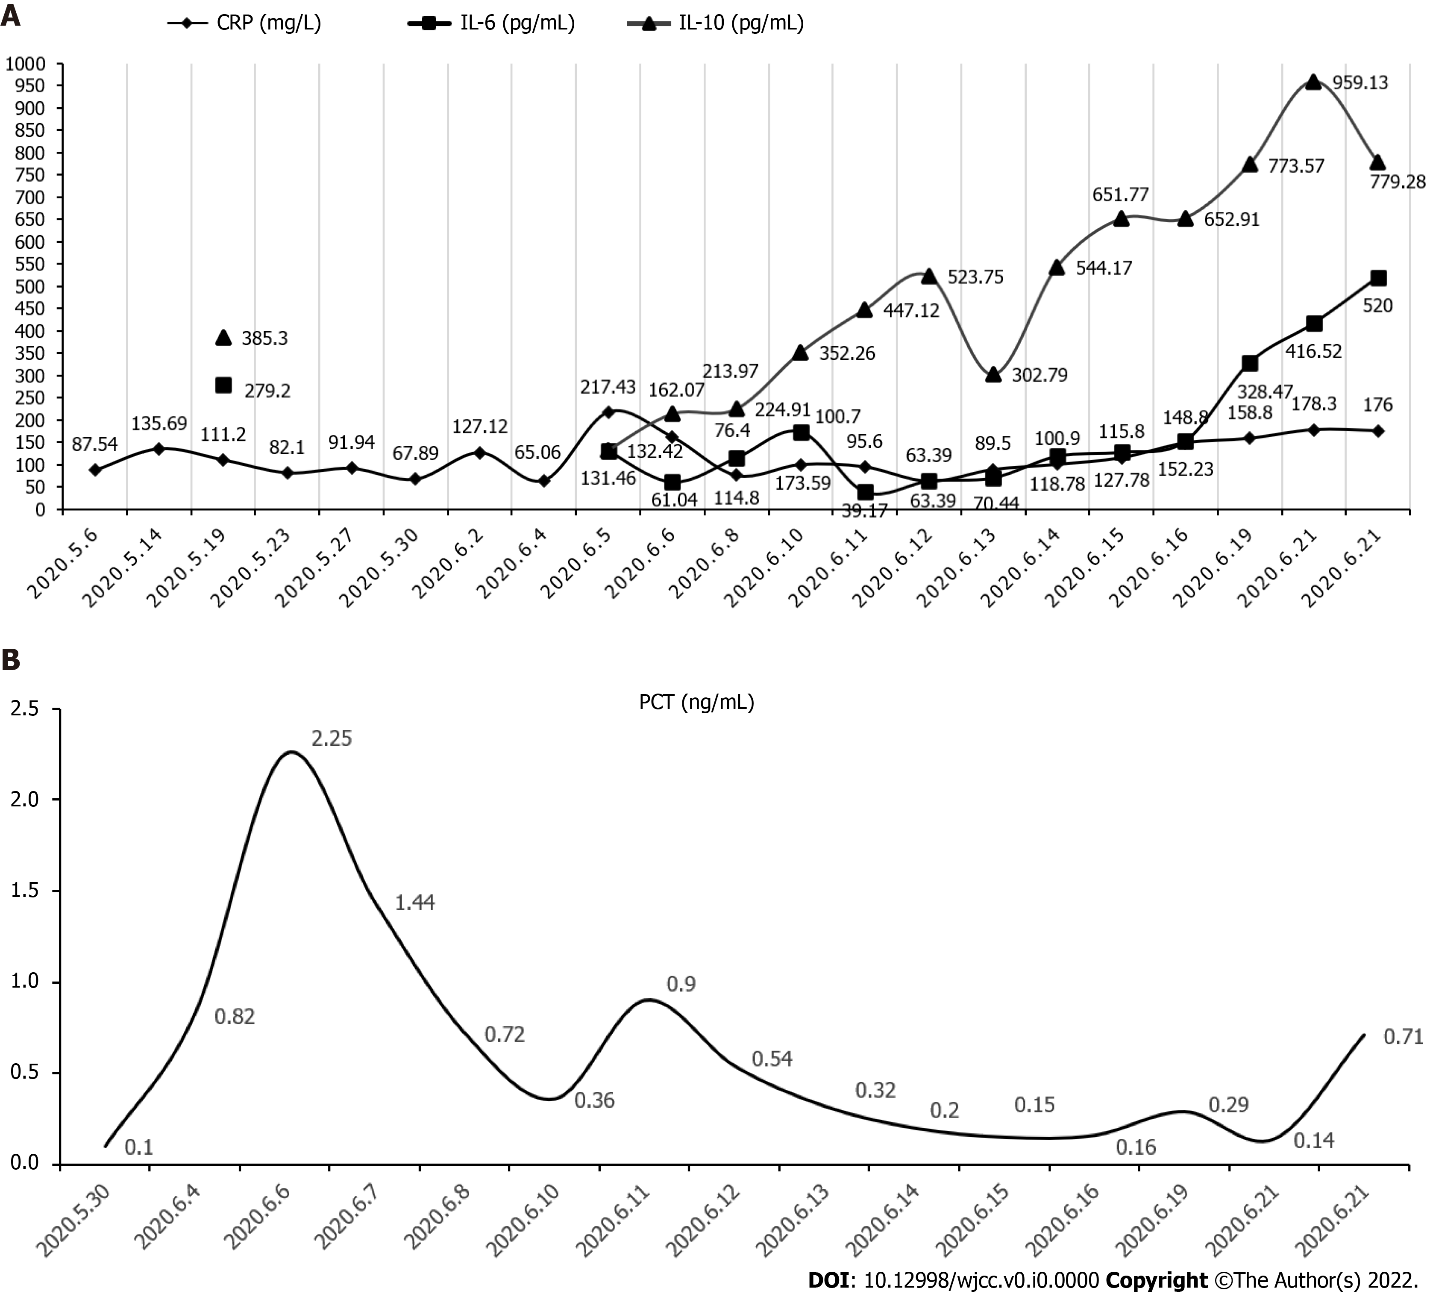 A
CRP (mg/L) IL-6 (pg/mL) IL-10 (pg/mL)
1000
950
900
850
800
750
700
650
600
550
500
450
400
350
300
250
200
150
100
50
0
87.54 135.69 111.2 82.1 91.94 67.89 127.12 65.06 217.43 162.07 76.4 100.7 95.6 63.39 89.5 100.9 115.8 148.8 158.8 178.3 176
279.2 131.46 61.04 114.8 173.59 39.17 63.39 70.44 118.78 127.78 152.23 328.47 416.52 520
385.3 132.42 213.97 224.91 352.26 447.12 523.75 302.79 544.17 651.77 652.91 773.57 959.13 779.28
2020.5.6 2020.5.14 2020.5.19 2020.5.23 2020.5.27 2020.5.30 2020.6.2 2020.6.4 2020.6.5 2020.6.6 2020.6.8 2020.6.10 2020.6.11 2020.6.12 2020.6.13 2020.6.14 2020.6.15 2020.6.16 2020.6.19 2020.6.21 2020.6.21
B
PCT (ng/mL)
2.5
2.0
1.5
1.0
0.5
0.0
0.1 0.82 2.25 1.44 0.72 0.36 0.9 0.54 0.32 0.2 0.15 0.16 0.29 0.14 0.71
2020.5.30 2020.6.4 2020.6.6 2020.6.7 2020.6.8 2020.6.10 2020.6.11 2020.6.12 2020.6.13 2020.6.14 2020.6.15 2020.6.16 2020.6.19 2020.6.21 2020.6.21
DOI: 10.12998/wjcc.v0.i0.0000 Copyright ©The Author(s) 2022.